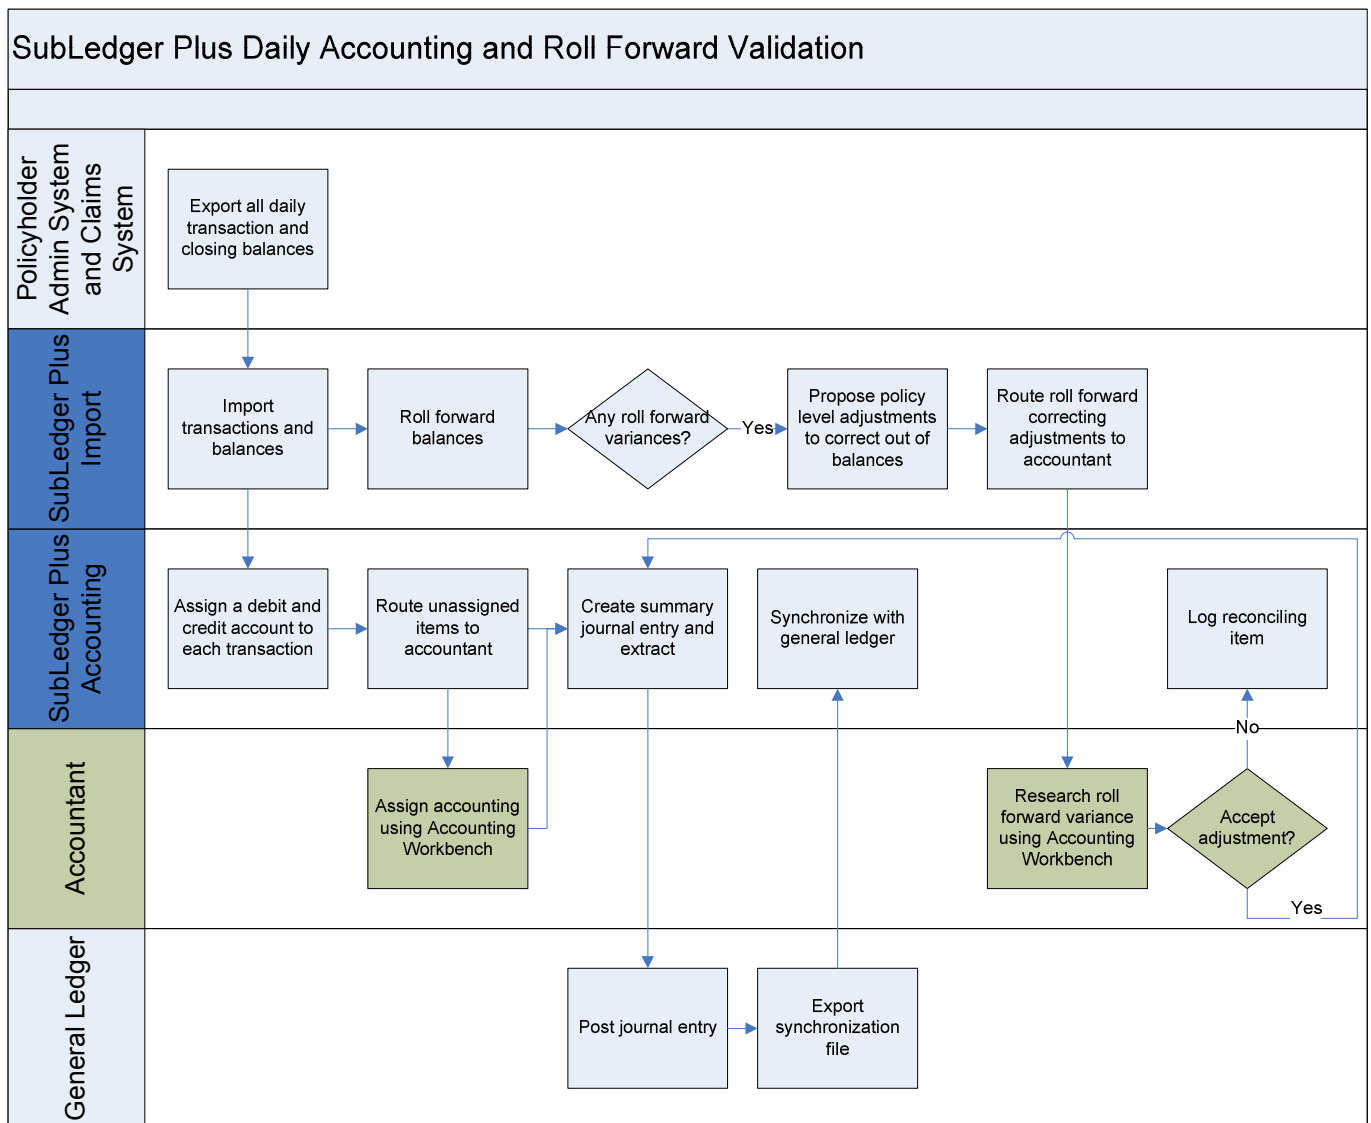 SubLedger Plus Daily Accounting and Roll Forward Validation
Policyholder
Admin System
and Claims
System
Export all daily
transaction and
closing balances
SubLedger Plus
Import
Import
transactions and
balances
Roll forward
balances
Any roll forward
variances?
Yes
Propose policy
level adjustments
to correct out of
balances
Route roll forward
correcting
adjustments to
accountant
SubLedger Plus
Accounting
Assign a debit and
credit account to
each transaction
Route unassigned
items to
accountant
Create summary
journal entry and
extract
Synchronize with
general ledger
Log reconciling
item
No
Accountant
Assign accounting
using Accounting
Workbench
Research roll
forward variance
using Accounting
Workbench
Accept
adjustment?
Yes
General Ledger
Post journal entry
Export
synchronization
file